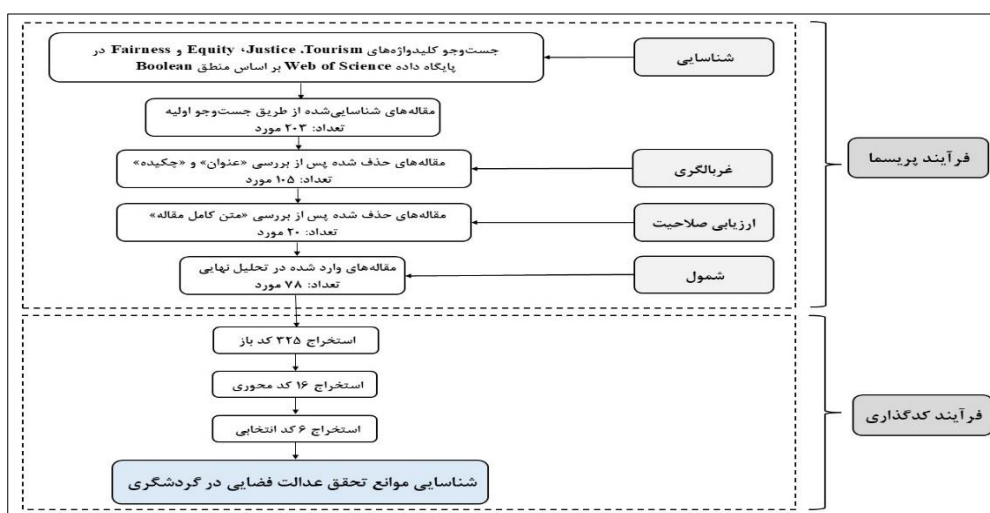 جست‌وجو کلیدواژه‌های Equity ،Justice ،Tourism و Fairness در
پایگاه داده Web of Science بر اساس منطق Boolean
شناسایی
مقاله‌های شناسایی‌شده از طریق جست‌وجو اولیه
تعداد: ۲۰۳ مورد
مقاله‌های حذف شده پس از بررسی «عنوان» و «چکیده»
تعداد: ۱۰۵ مورد
غربالگری
مقاله‌های حذف شده پس از بررسی «متن کامل مقاله»
تعداد: ۲۰ مورد
ارزیابی صلاحیت
مقاله‌های وارد شده در تحلیل نهایی
تعداد: ۷۸ مورد
شمول
فرآیند پریسما
استخراج ۳۲۵ کد باز
استخراج ۱۶ کد محوری
استخراج ۶ کد انتخابی
شناسایی موانع تحقق عدالت فضایی در گردشگری
فرآیند کدگذاری